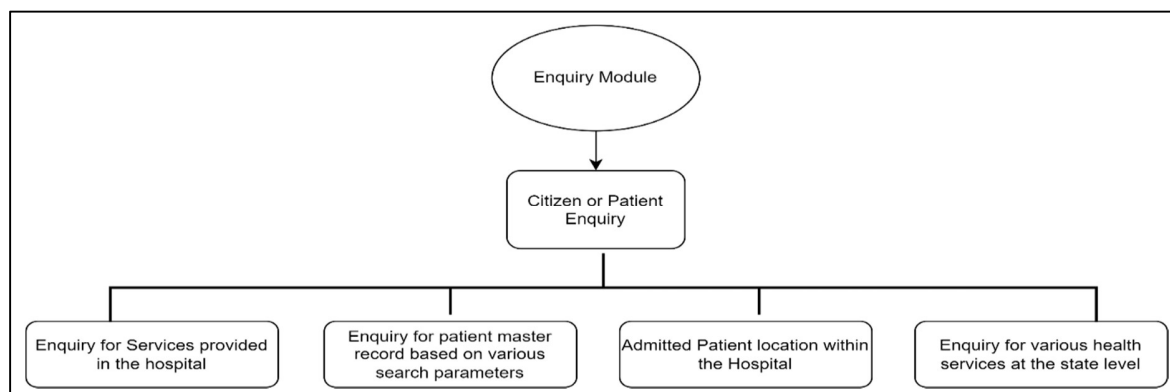 Enquiry Module
Citizen or Patient
Enquiry
Enquiry for Services provided
in the hospital
Enquiry for patient master
record based on various
search parameters
Admitted Patient location within
the Hospital
Enquiry for various health
services at the state level